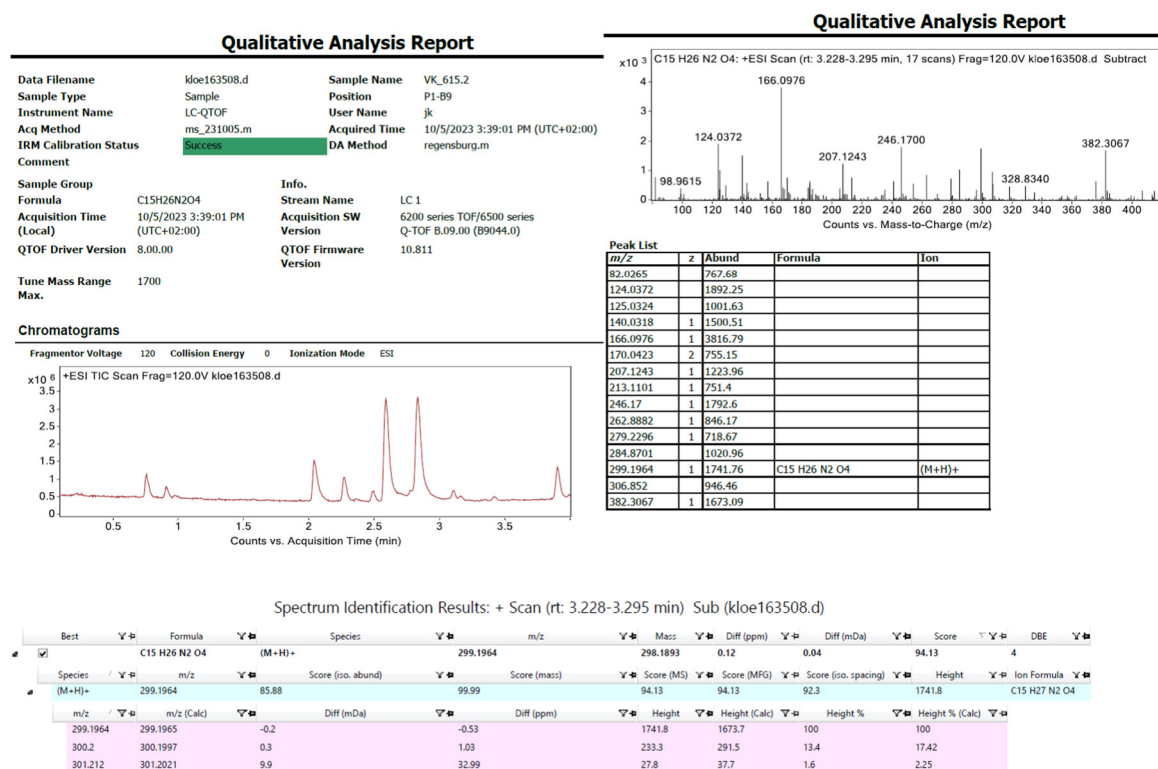 Qualitative Analysis Report
Data Filename kloe163508.d Sample Name VK_615.2
Sample Type Sample Position P1-B9
Instrument Name LC-QTOF User Name jk
Acq Method ms_231005.m Acquired Time 10/5/2023 3:39:01 PM (UTC+02:00)
IRM Calibration Status Success DA Method regensburg.m
Comment
Sample Group Info.
Formula C15H26N2O4 Stream Name LC 1
Acquisition Time (Local) 10/5/2023 3:39:01 PM (UTC+02:00) Acquisition SW Version 6200 series TOF/6500 series Q-TOF B.09.00 (B9044.0)
QTOF Driver Version 8.00.00 QTOF Firmware Version 10.811
Tune Mass Range Max. 1700
Chromatograms
Fragmentor Voltage 120 Collision Energy 0 Ionization Mode ESI
x10 6 +ESI TIC Scan Frag=120.0V kloe163508.d
3.5
3
2.5
2
1.5
1
0.5
0
0.5 1 1.5 2 2.5 3 3.5
Counts vs. Acquisition Time (min)
Qualitative Analysis Report
x10 3 C15 H26 N2 O4: +ESI Scan (rt: 3.228-3.295 min, 17 scans) Frag=120.0V kloe163508.d Subtract
4
3
2
1
0
166.0976
124.0372
246.1700
382.3067
207.1243
98.9615
328.8340
100 120 140 160 180 200 220 240 260 280 300 320 340 360 380 400
Counts vs. Mass-to-Charge (m/z)
Peak List
m/z z Abund Formula Ion
82.0265 767.68
124.0372 1892.25
125.0324 1001.63
140.0318 1 1500.51
166.0976 1 3816.79
170.0423 2 755.15
207.1243 1 1223.96
213.1101 1 751.4
246.17 1 1792.6
262.8882 1 846.17
279.2296 1 718.67
284.8701 1020.96
299.1964 1 1741.76 C15 H26 N2 O4 (M+H)+
306.852 946.46
382.3067 1 1673.09
Spectrum Identification Results: + Scan (rt: 3.228-3.295 min) Sub (kloe163508.d)
Best Formula Species m/z Mass Diff (ppm) Diff (mDa) Score DBE
C15 H26 N2 O4 (M+H)+ 299.1964 298.1893 0.12 0.04 94.13 4
Species m/z Score (iso. abund) Score (mass) Score (MS) Score (MFG) Score (iso. spacing) Height Ion Formula
(M+H)+ 299.1964 85.88 99.99 94.13 94.13 92.3 1741.8 C15 H27 N2 O4
m/z m/z (Calc) Diff (mDa) Diff (ppm) Height Height (Calc) Height % Height % (Calc)
299.1964 299.1965 -0.2 -0.53 1741.8 1673.7 100 100
300.2 300.1997 0.3 1.03 233.3 291.5 13.4 17.42
301.212 301.2021 9.9 32.99 27.8 37.7 1.6 2.25